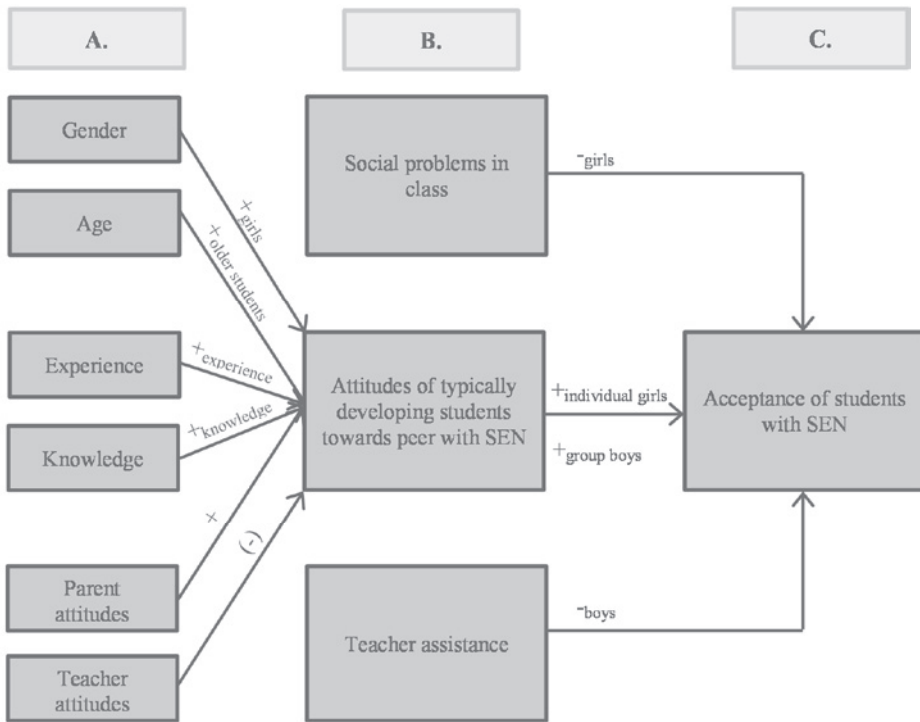 A.
B.
C.
Gender
Age
Experience
Knowledge
Parent
attitudes
Teacher
attitudes
+girls
+older students
+experience
+knowledge
+
(-)
Social problems in
class
Attitudes of typically
developing students
towards peer with SEN
Teacher assistance
-girls
+individual girls
+group boys
-boys
Acceptance of students
with SEN